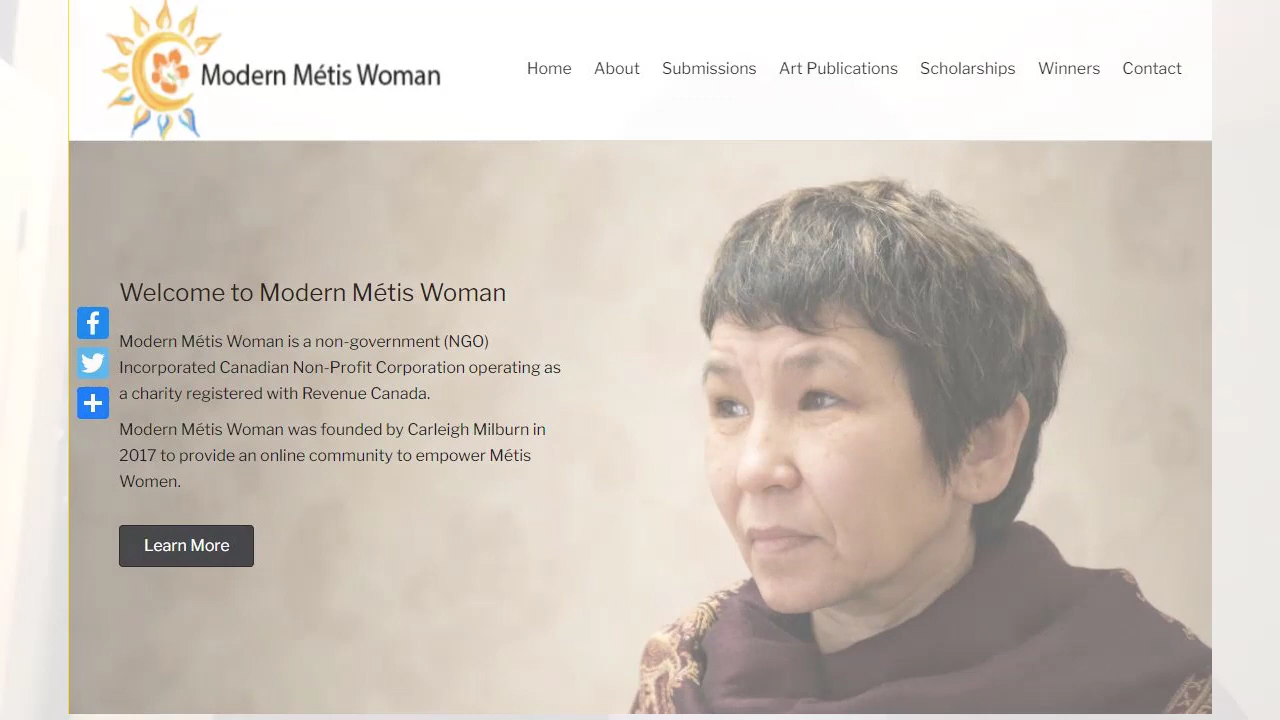 Modern Métis Woman
Home
About
Submissions
Art Publications
Scholarships
Winners
Contact
Welcome to Modern Métis Woman
Modern Métis Woman is a non-government (NGO)
Incorporated Canadian Non-Profit Corporation operating as
a charity registered with Revenue Canada.
Modern Métis Woman was founded by Carleigh Milburn in
2017 to provide an online community to empower Métis
Women.
Learn More